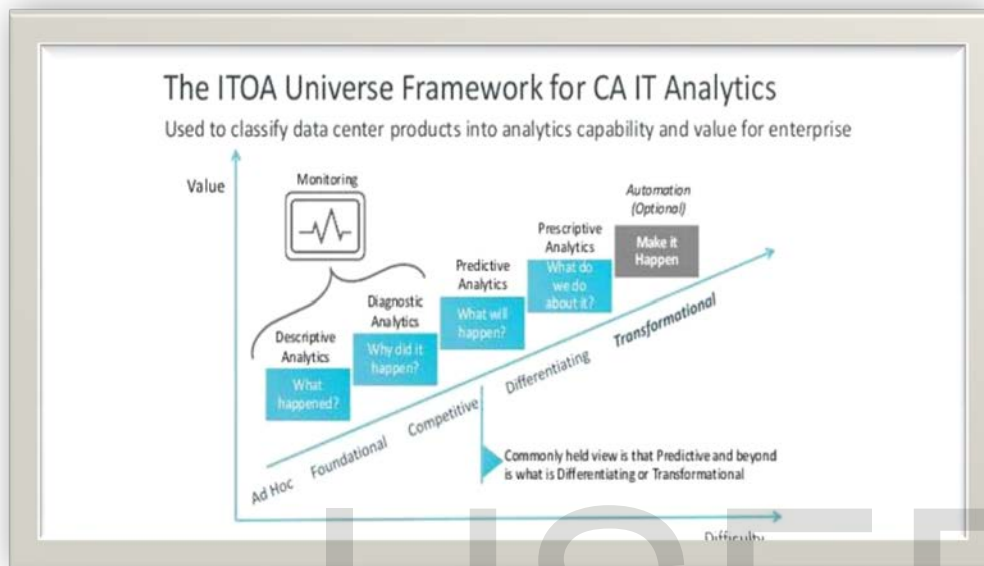 The ITOA Universe Framework for CA IT Analytics
Used to classify data center products into analytics capability and value for enterprise
Value
Monitoring
Automation
(Optional)
Make it
Happen
Prescriptive
Analytics
What do
we do
about it?
Predictive
Analytics
What will
happen?
Diagnostic
Analytics
Why did it
happen?
Descriptive
Analytics
What
happened?
Ad Hoc
Foundational
Competitive
Differentiating
Transformational
Commonly held view is that Predictive and beyond
is what is Differentiating or Transformational
Difficulty